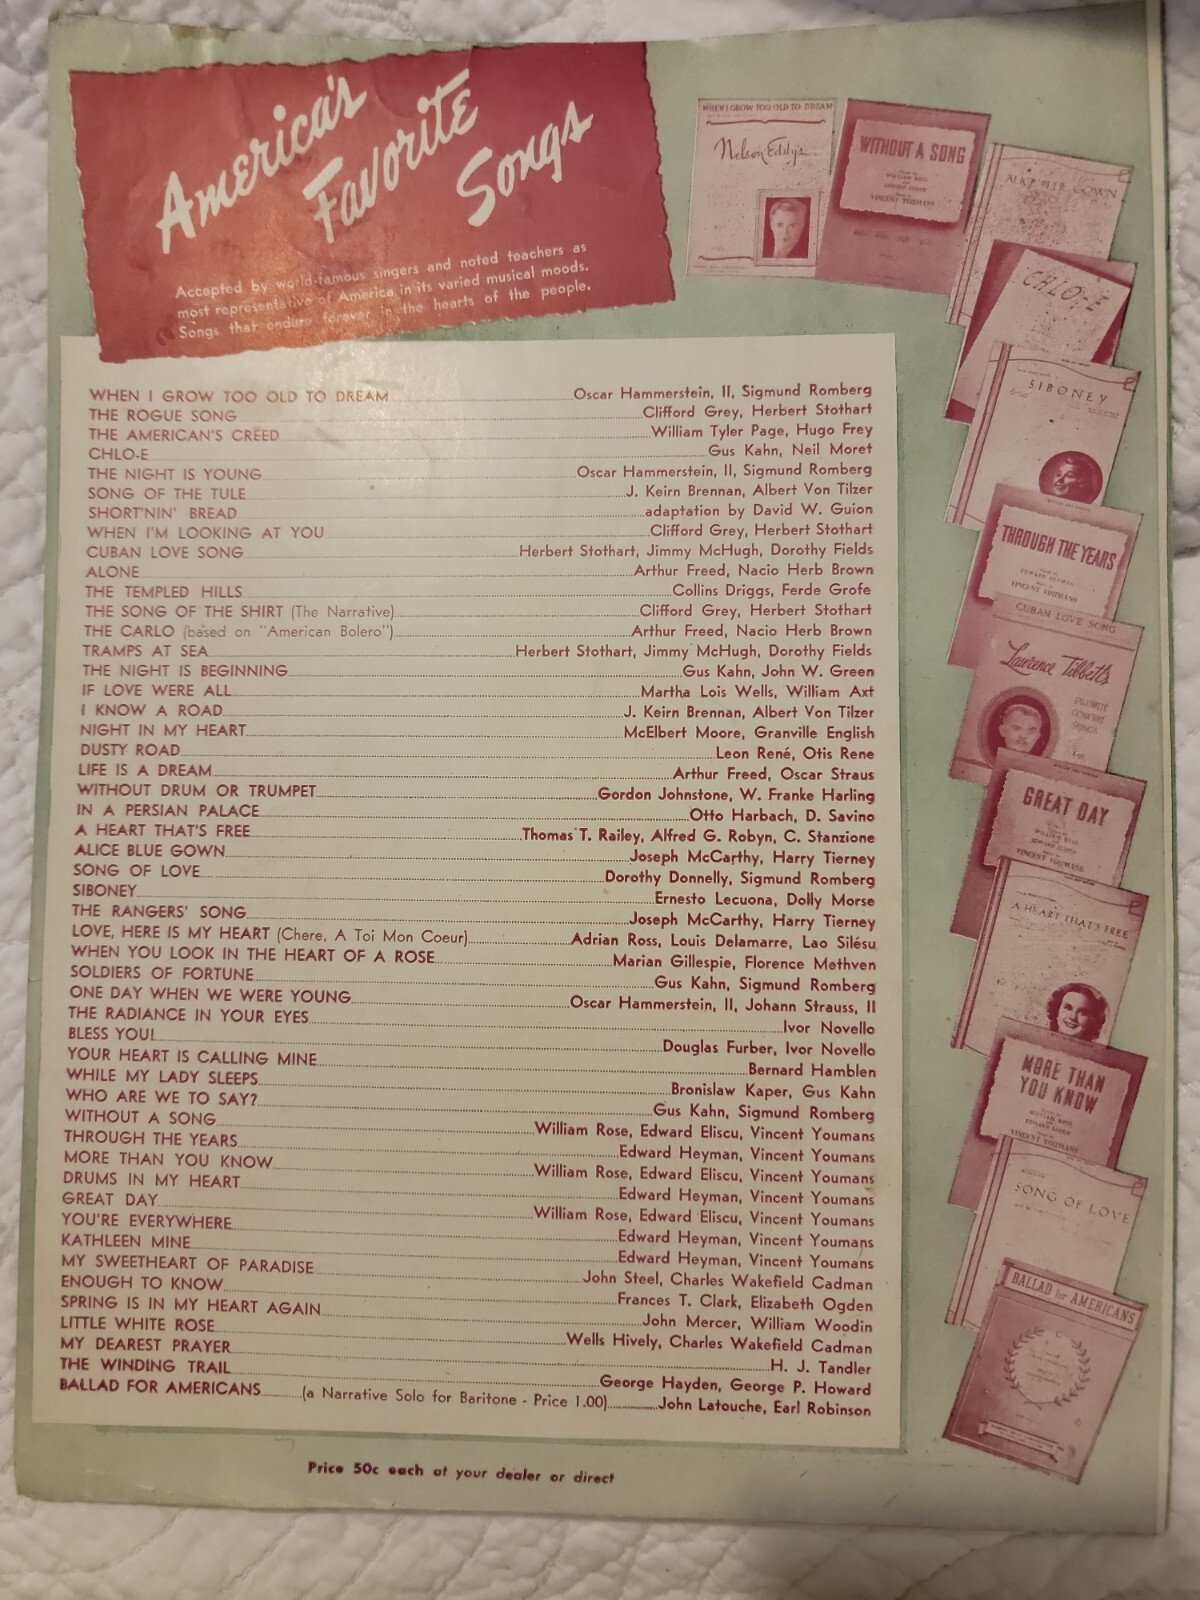 America's
Favorite
Songs
Accepted by world-famous singers and noted teachers as
most representative of America in its varied musical moods.
Songs that endure forever in the hearts of the people.
WHEN I GROW TOO OLD TO DREAM Oscar Hammerstein, II, Sigmund Romberg
THE ROGUE SONG Clifford Grey, Herbert Stothart
THE AMERICAN'S CREED William Tyler Page, Hugo Frey
CHLO-E Gus Kahn, Neil Moret
THE NIGHT IS YOUNG Oscar Hammerstein, II, Sigmund Romberg
SONG OF THE TULE J. Keirn Brennan, Albert Von Tilzer
SHORT'NIN' BREAD adaptation by David W. Guion
WHEN I'M LOOKING AT YOU Clifford Grey, Herbert Stothart
CUBAN LOVE SONG Herbert Stothart, Jimmy McHugh, Dorothy Fields
ALONE Arthur Freed, Nacio Herb Brown
THE TEMPLED HILLS Collins Driggs, Ferde Grofe
THE SONG OF THE SHIRT (The Narrative) Clifford Grey, Herbert Stothart
THE CARLO (based on "American Bolero") Arthur Freed, Nacio Herb Brown
TRAMPS AT SEA Herbert Stothart, Jimmy McHugh, Dorothy Fields
THE NIGHT IS BEGINNING Gus Kahn, John W. Green
IF LOVE WERE ALL Martha Lois Wells, William Axt
I KNOW A ROAD J. Keirn Brennan, Albert Von Tilzer
NIGHT IN MY HEART McElbert Moore, Granville English
DUSTY ROAD Leon René, Otis Rene
LIFE IS A DREAM Arthur Freed, Oscar Straus
WITHOUT DRUM OR TRUMPET Gordon Johnstone, W. Franke Harling
IN A PERSIAN PALACE Otto Harbach, D. Savino
A HEART THAT'S FREE Thomas T. Railey, Alfred G. Robyn, C. Stanzione
ALICE BLUE GOWN Joseph McCarthy, Harry Tierney
SONG OF LOVE Dorothy Donnelly, Sigmund Romberg
SIBONEY Ernesto Lecuona, Dolly Morse
THE RANGERS' SONG Joseph McCarthy, Harry Tierney
LOVE, HERE IS MY HEART (Chere, A Toi Mon Coeur) Adrian Ross, Louis Delamarre, Lao Silésu
WHEN YOU LOOK IN THE HEART OF A ROSE Marian Gillespie, Florence Methven
SOLDIERS OF FORTUNE Gus Kahn, Sigmund Romberg
ONE DAY WHEN WE WERE YOUNG Oscar Hammerstein, II, Johann Strauss, II
THE RADIANCE IN YOUR EYES Ivor Novello
BLESS YOU! Douglas Furber, Ivor Novello
YOUR HEART IS CALLING MINE Bernard Hamblen
WHILE MY LADY SLEEPS Bronislaw Kaper, Gus Kahn
WHO ARE WE TO SAY? Gus Kahn, Sigmund Romberg
WITHOUT A SONG William Rose, Edward Eliscu, Vincent Youmans
THROUGH THE YEARS Edward Heyman, Vincent Youmans
MORE THAN YOU KNOW William Rose, Edward Eliscu, Vincent Youmans
DRUMS IN MY HEART Edward Heyman, Vincent Youmans
GREAT DAY William Rose, Edward Eliscu, Vincent Youmans
YOU'RE EVERYWHERE Edward Heyman, Vincent Youmans
KATHLEEN MINE Edward Heyman, Vincent Youmans
MY SWEETHEART OF PARADISE John Steel, Charles Wakefield Cadman
ENOUGH TO KNOW Frances T. Clark, Elizabeth Ogden
SPRING IS IN MY HEART AGAIN John Mercer, William Woodin
LITTLE WHITE ROSE Wells Hively, Charles Wakefield Cadman
MY DEAREST PRAYER H. J. Tandler
THE WINDING TRAIL George Hayden, George P. Howard
BALLAD FOR AMERICANS (a Narrative Solo for Baritone - Price 1.00) John Latouche, Earl Robinson
Price 50c each at your dealer or direct
WHEN I GROW TOO OLD TO DREAM
Nelson Eddy's
WITHOUT A SONG
WILLIAM ROSE
and
EDWARD ELISCU
VINCENT YOUMANS
ALICE BLUE GOWN
CHLO-E
SIBONEY
THROUGH THE YEARS
EDWARD HEYMAN
VINCENT YOUMANS
CUBAN LOVE SONG
Lawrence Tibbett's
FAVORITE
CONCERT
SONGS
GREAT DAY
WILLIAM ROSE
EDWARD ELISCU
VINCENT YOUMANS
A HEART THAT'S FREE
MORE THAN
YOU KNOW
WILLIAM ROSE
EDWARD ELISCU
VINCENT YOUMANS
SONG OF LOVE
BALLAD for AMERICANS